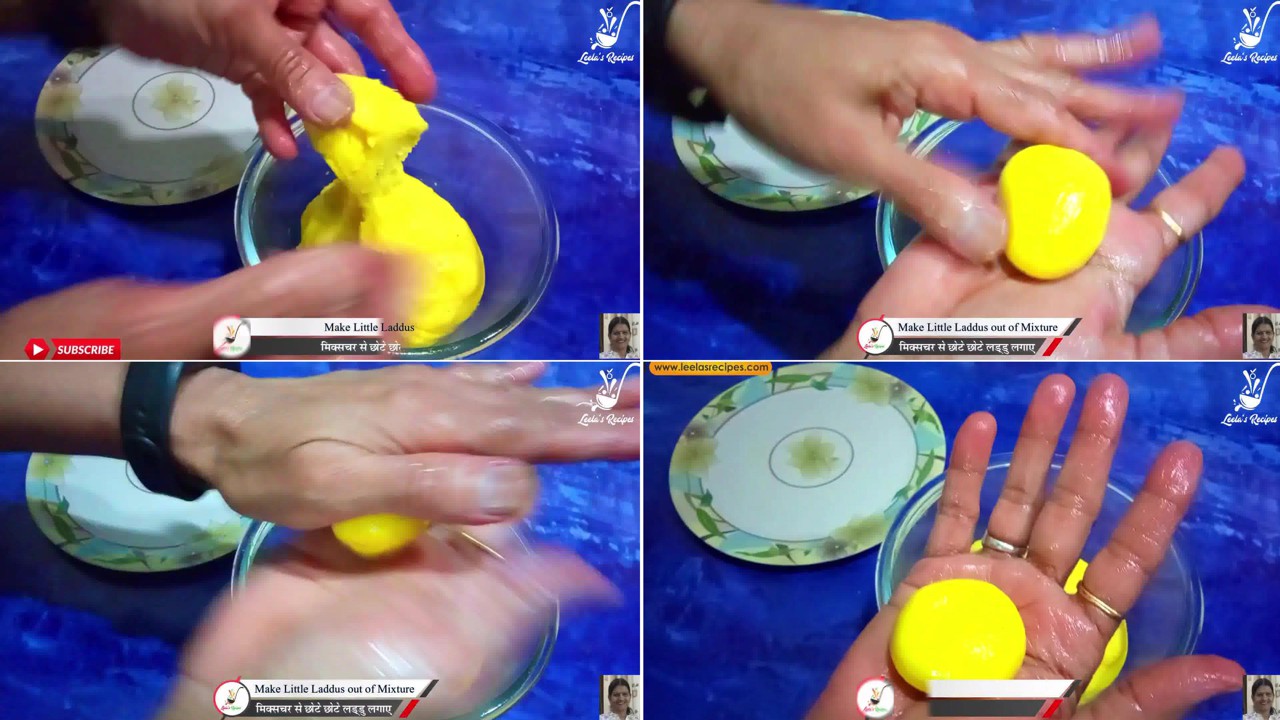 Leela's Recipes
Make Little Laddus
मिक्सचर से छोटे छो
SUBSCRIBE
Leela's Recipes
Make Little Laddus out of Mixture
मिक्सचर से छोटे छोटे लड्डु लगाए
Leela's Recipes
Make Little Laddus out of Mixture
मिक्सचर से छोटे छोटे लड्डु लगाए
www.leelasrecipes.com
Leela's Recipes